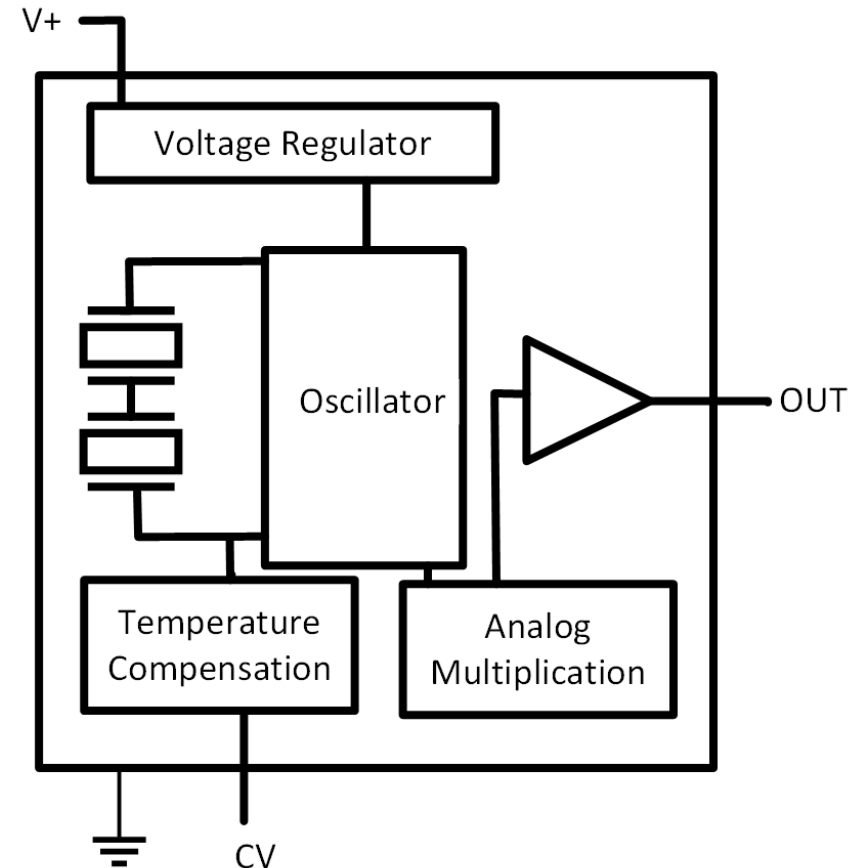 V+
Voltage Regulator
Oscillator
OUT
Temperature
Compensation
Analog
Multiplication
CV